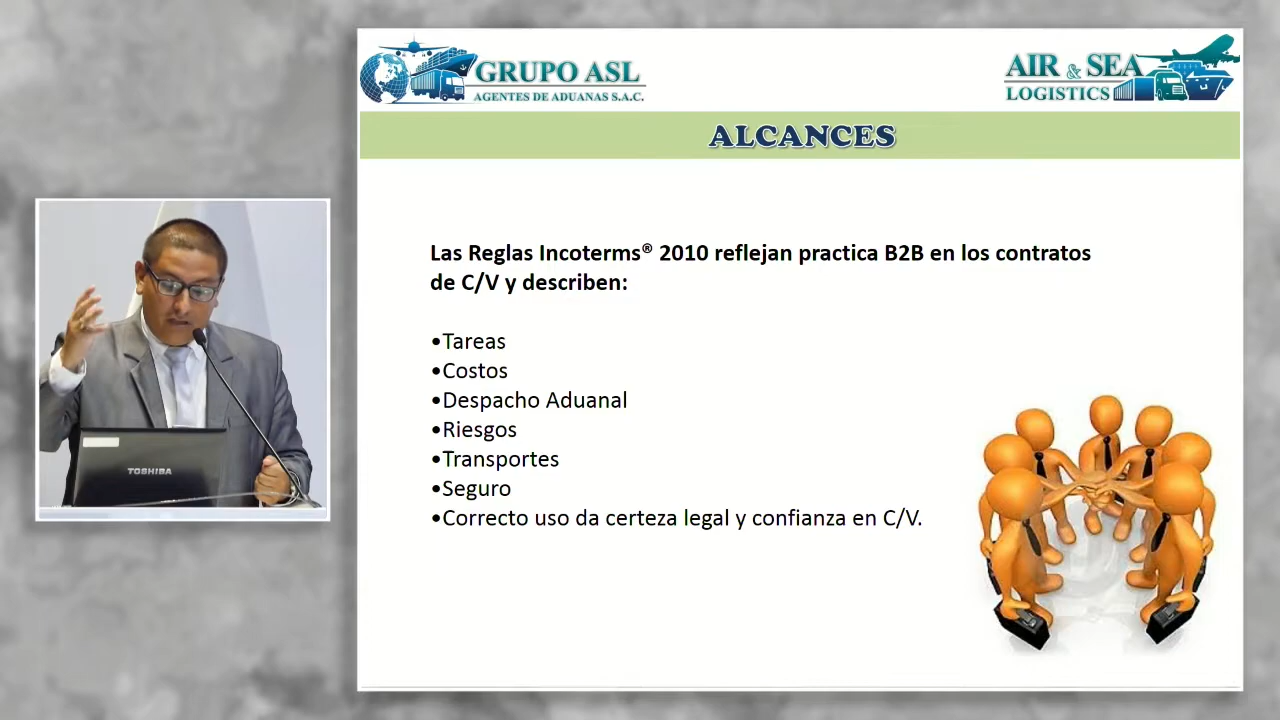 GRUPO ASL
AGENTES DE ADUANAS S.A.C.
AIR & SEA
LOGISTICS
ALCANCES
Las Reglas Incoterms® 2010 reflejan practica B2B en los contratos
de C/V y describen:
•Tareas
•Costos
•Despacho Aduanal
•Riesgos
•Transportes
•Seguro
•Correcto uso da certeza legal y confianza en C/V.
TOSHIBA